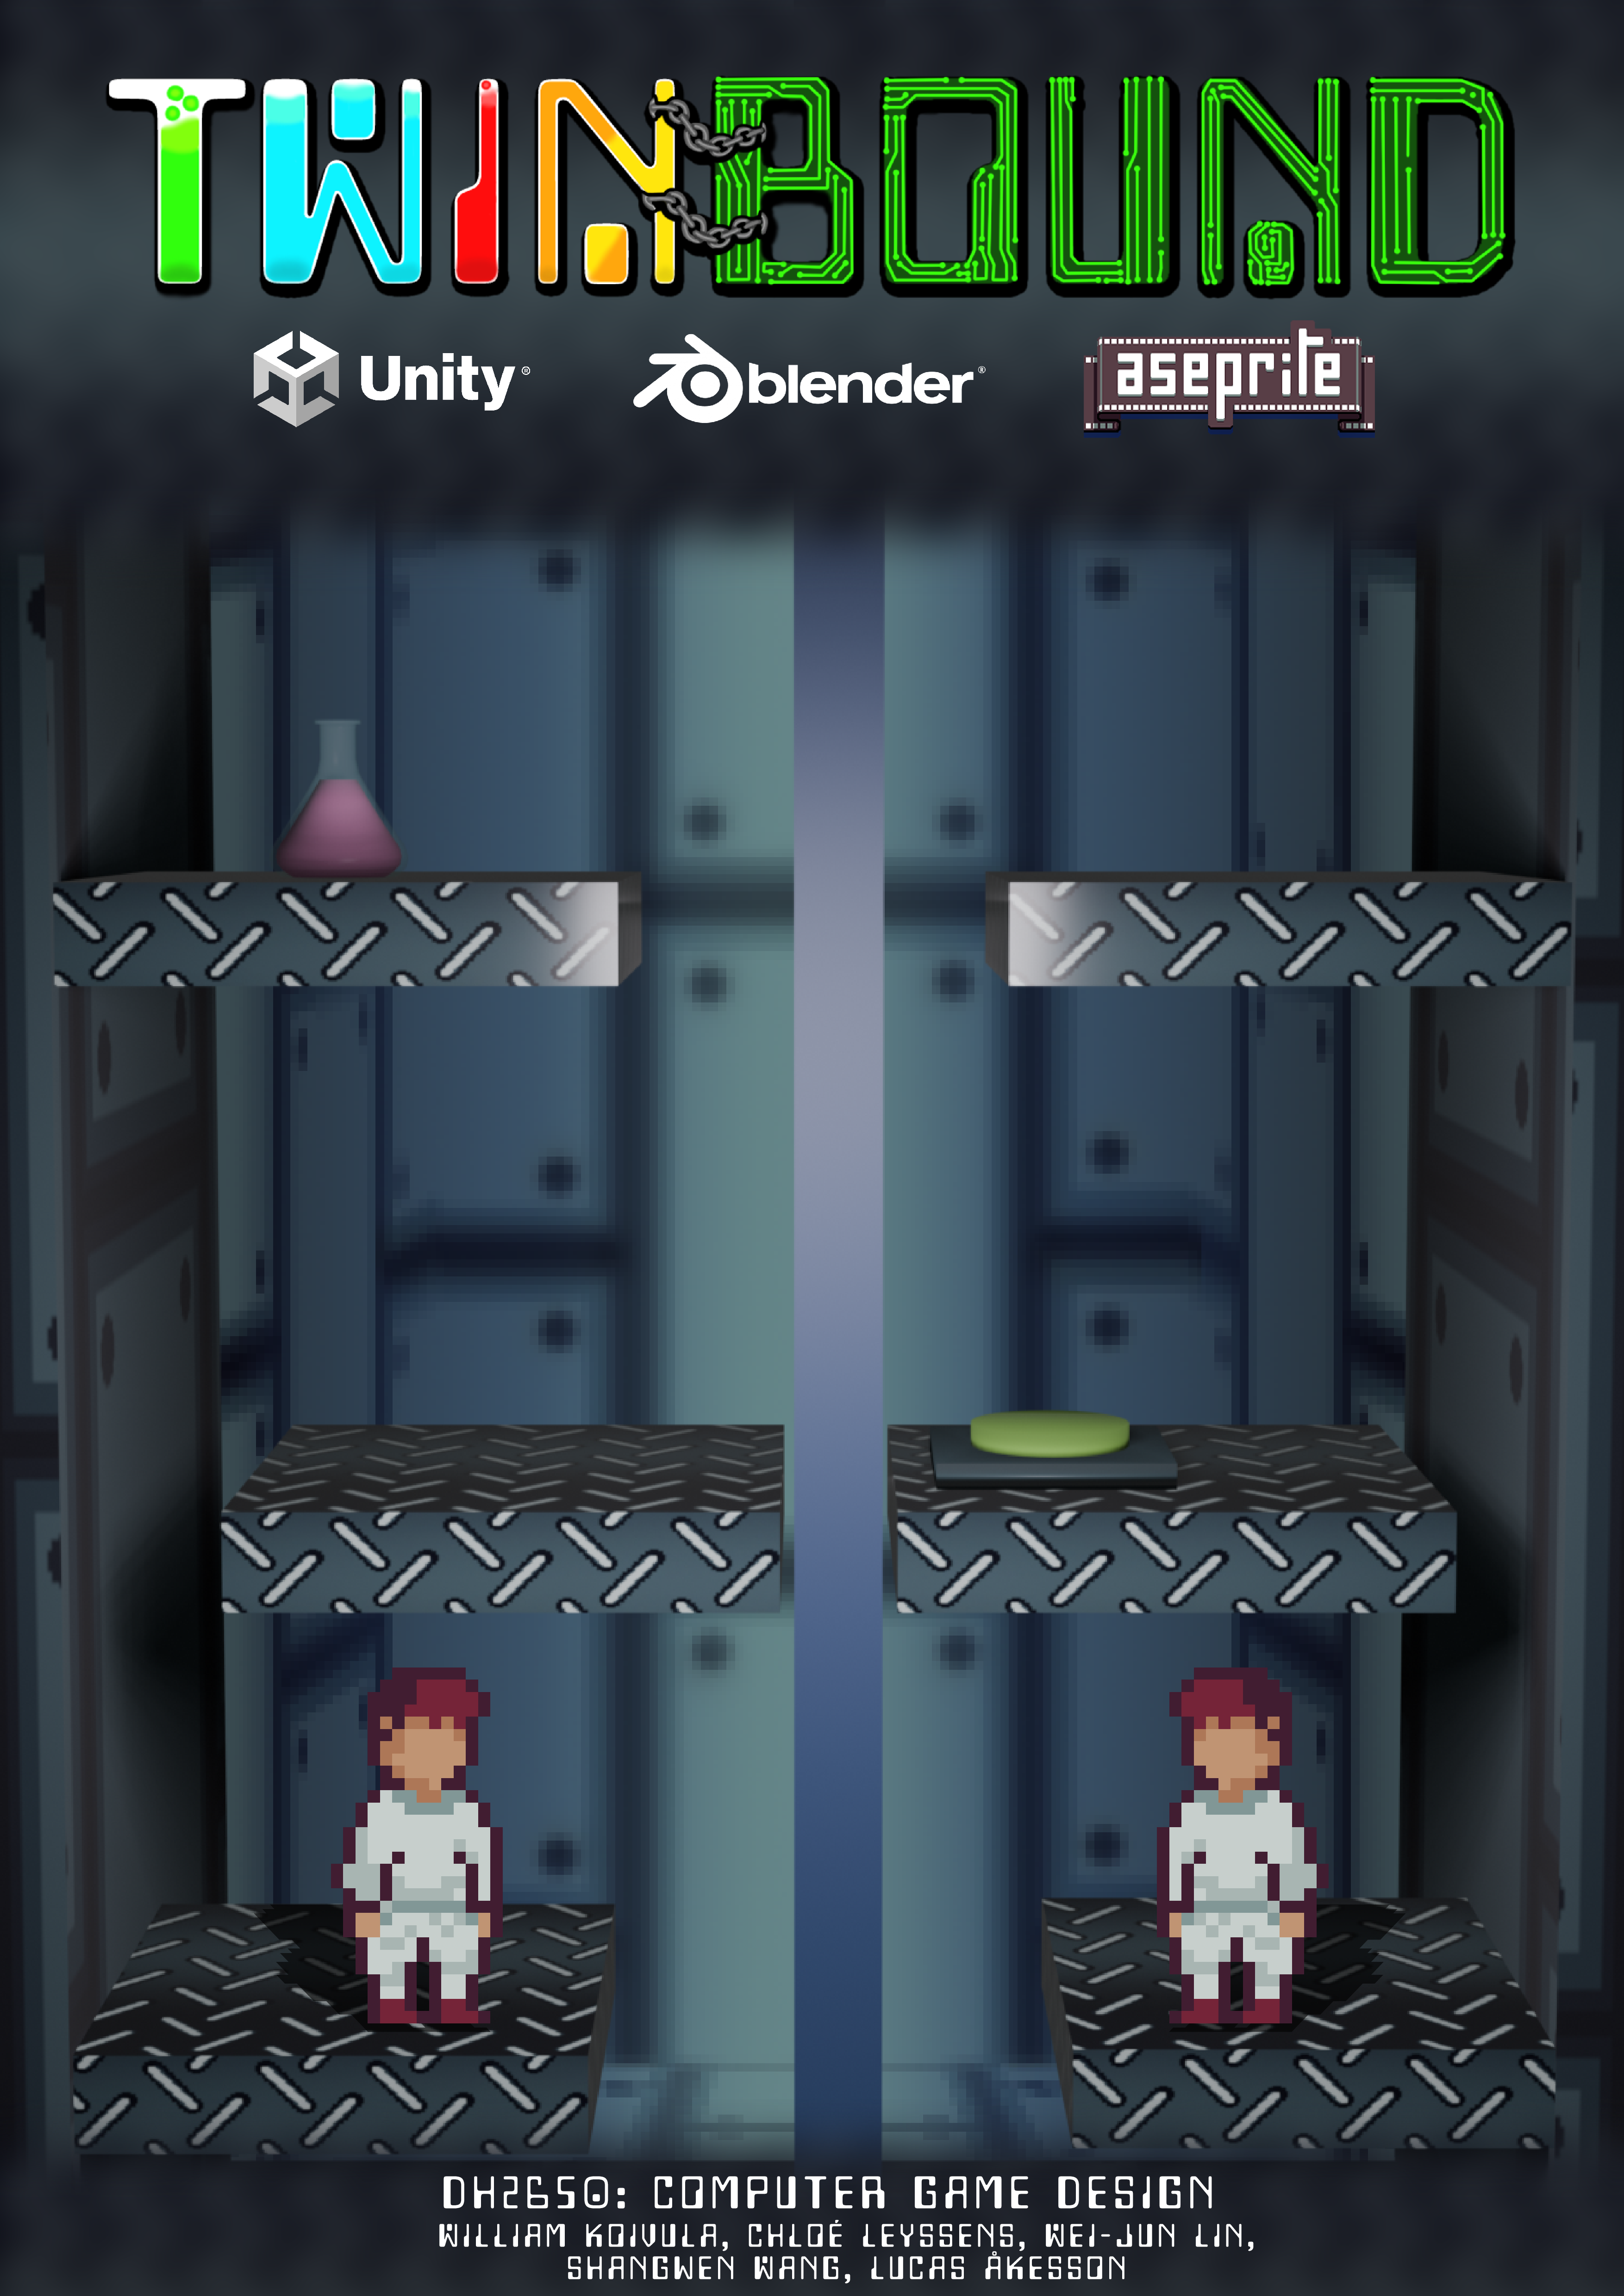 TWINBOUND
Unity®
blender®
aseprite
DH2650: COMPUTER GAME DESIGN
WILLIAM KOIVULA, CHLOÉ LEYSSENS, WEI-JUN LIN,
SHANGWEN WANG, LUCAS ÅKESSON